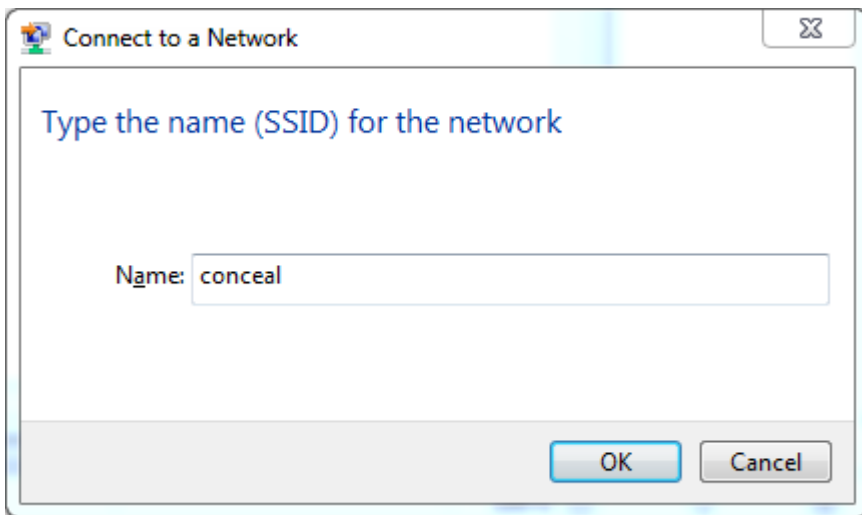 Connect to a Network
Type the name (SSID) for the network
Name: conceal
OK Cancel